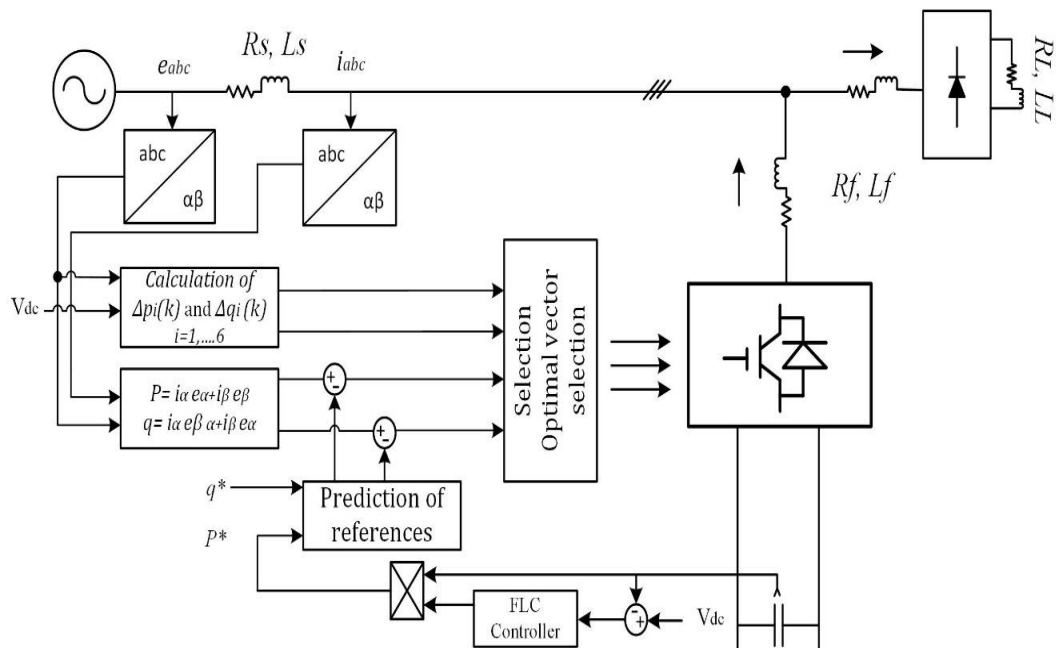 Rs, Ls
eabc
iabc
RL, LL
abc
αβ
abc
αβ
Rf, Lf
Calculation of
Δpi(k) and Δqi (k)
i=1,....6
Vdc
Selection
Optimal vector
selection
+
-
P= iα eα+iβ eβ
q= iα eβ α+iβ eα
+
-
q*
Prediction of
references
P*
FLC
Controller
-
+
Vdc